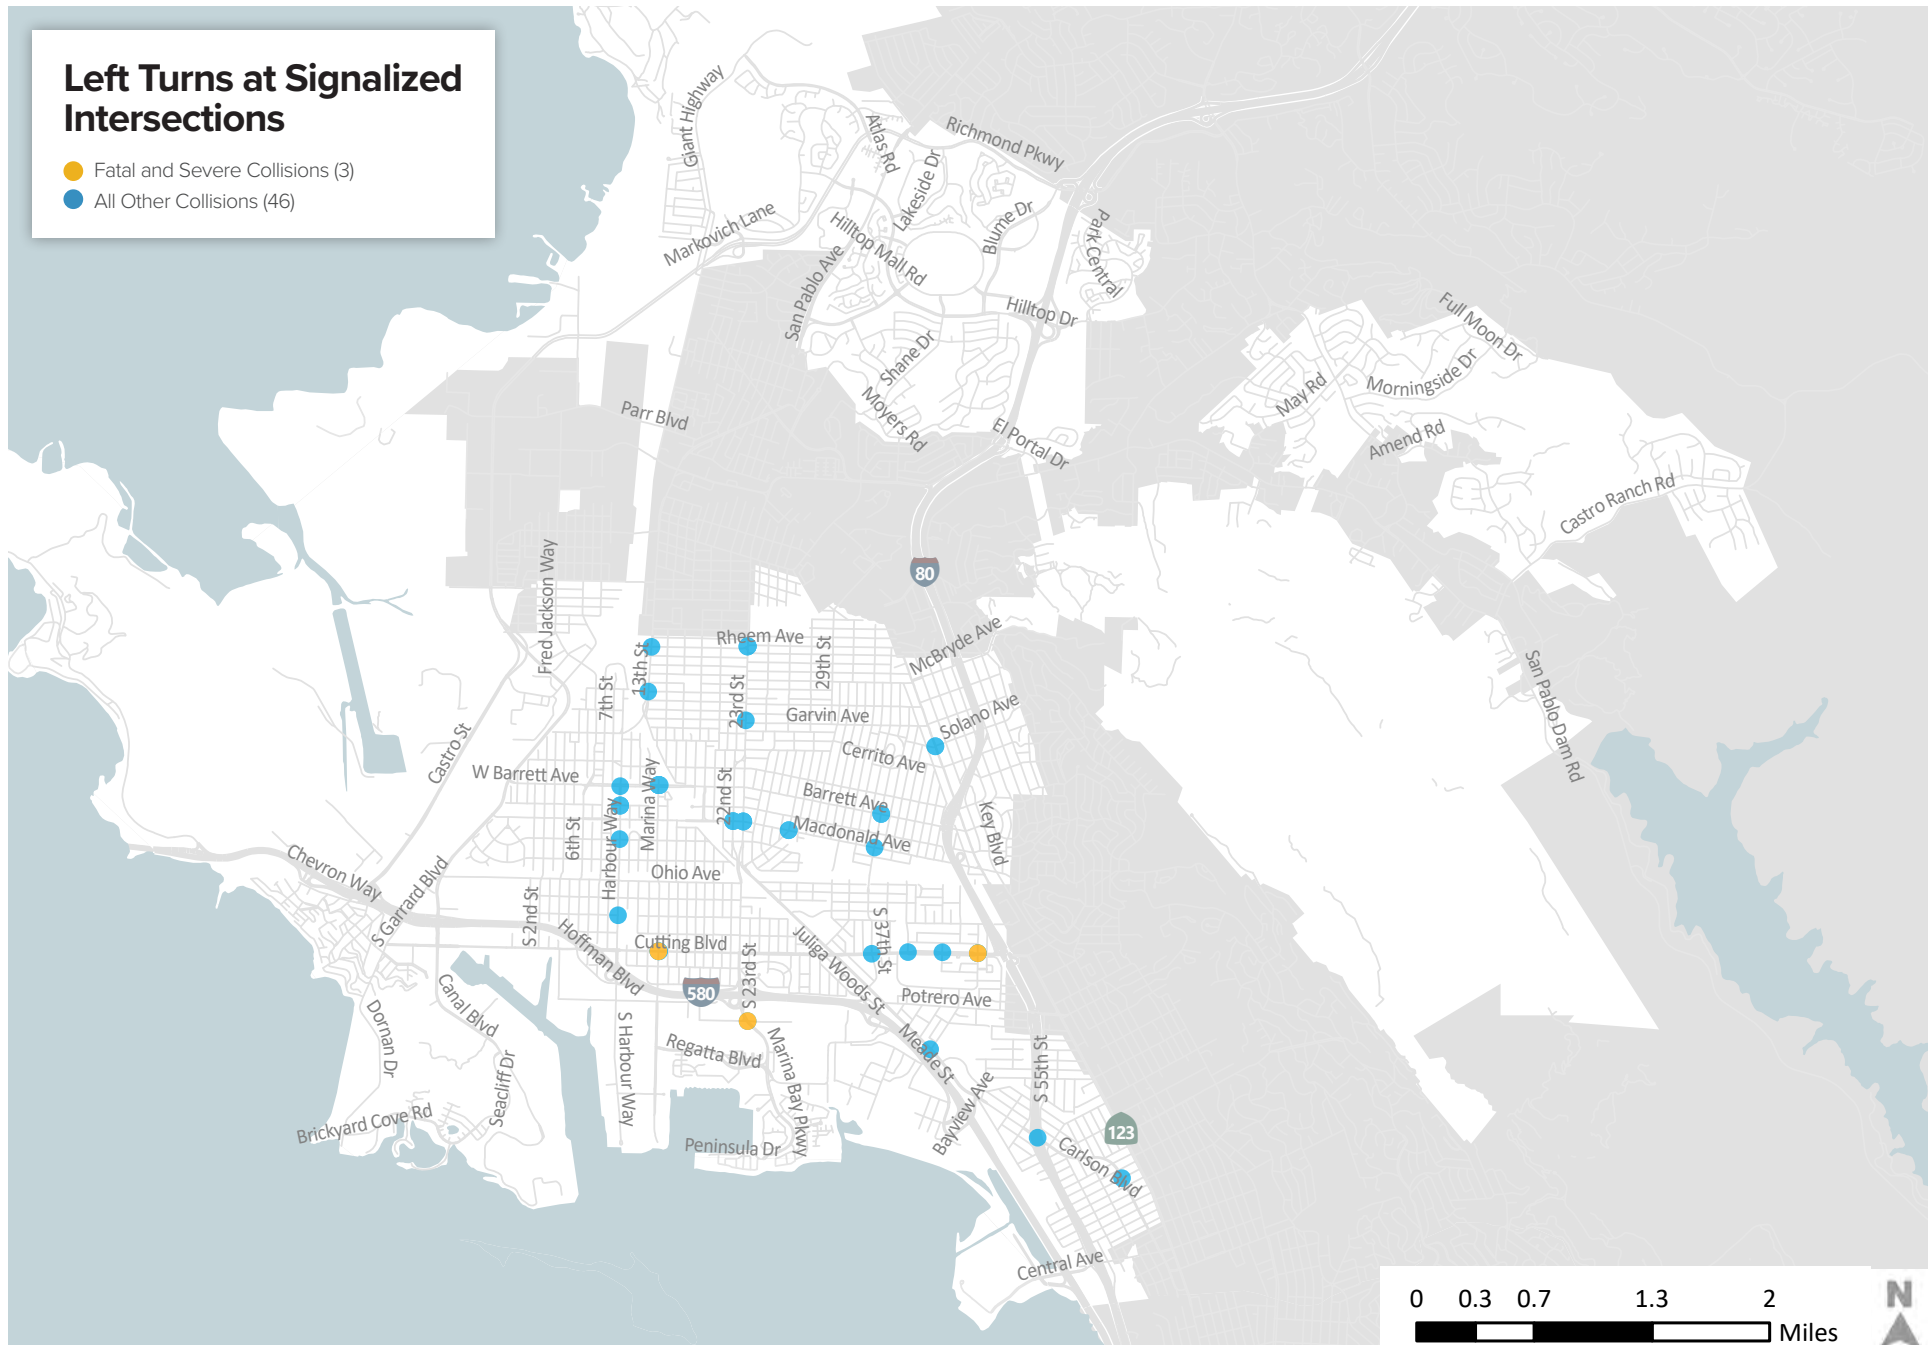 Left Turns at Signalized
Intersections
Fatal and Severe Collisions (3)
All Other Collisions (46)
Giant Highway
Atlas Rd
Richmond Pkwy
Lakeside Dr
Markovich Lane
Hilltop Mall Rd
Blume Dr
Park Central
San Pablo Ave
Hilltop Dr
Full Moon Dr
Shane Dr
Morningside Dr
May Rd
Parr Blvd
Moyers Rd
El Portal Dr
Amend Rd
Castro Ranch Rd
Fred Jackson Way
80
Rheem Ave
29th St
McBryde Ave
13th St
7th St
23rd St
Garvin Ave
Solano Ave
San Pablo Dam Rd
Castro St
Cerrito Ave
W Barrett Ave
Marina Way
22nd St
Barrett Ave
Key Blvd
6th St
Harbour Way
Macdonald Ave
Chevron Way
Ohio Ave
S Garrard Blvd
S 2nd St
Hoffman Blvd
Cutting Blvd
S 37th St
Juliga Woods St
S 23rd St
580
Potrero Ave
Canal Blvd
Dornan Dr
S Harbour Way
Regatta Blvd
Marina Bay Pkwy
Meade St
S 55th St
Seacliff Dr
Bayview Ave
Brickyard Cove Rd
Peninsula Dr
123
Carlson Blvd
Central Ave
0 0.3 0.7 1.3 2
Miles
N